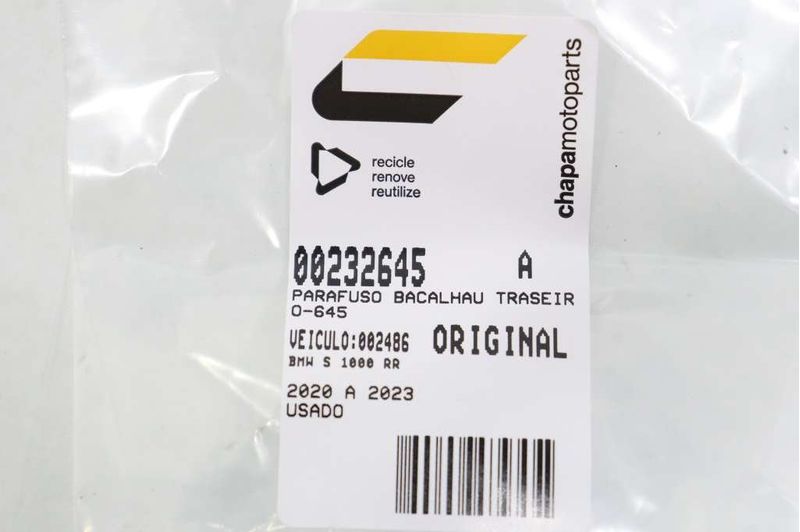 chapamotoparts
recicle
renove
reutilize
00232645 A
PARAFUSO BACALHAU TRASEIR
O-645
VEICULO:002486 ORIGINAL
BMW S 1000 RR
2020 A 2023
USADO